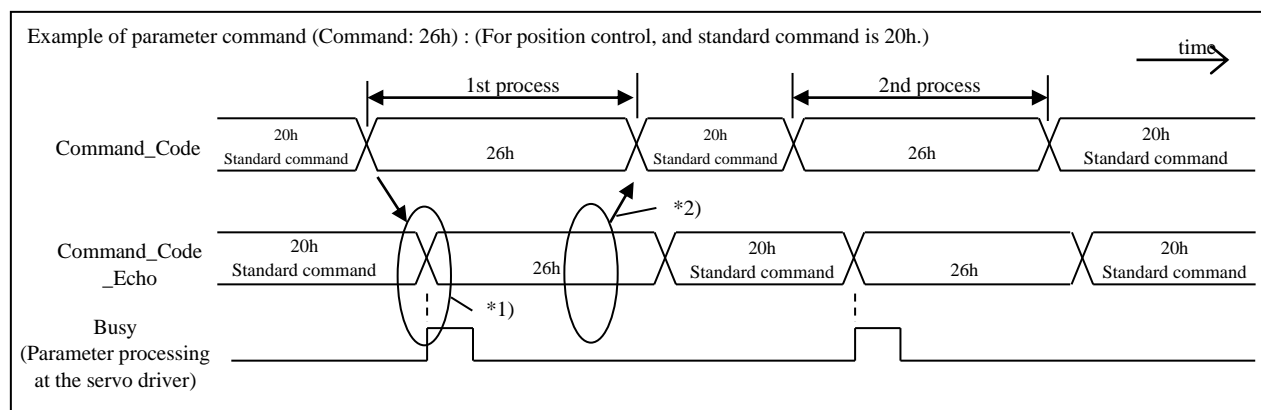 Example of parameter command (Command: 26h) : (For position control, and standard command is 20h.)
time
1st process
2nd process
Command_Code
20h
Standard command
26h
20h
Standard command
26h
20h
Standard command
*2)
Command_Code
_Echo
20h
Standard command
26h
20h
Standard command
26h
20h
Standard command
*1)
Busy
(Parameter processing
at the servo driver)